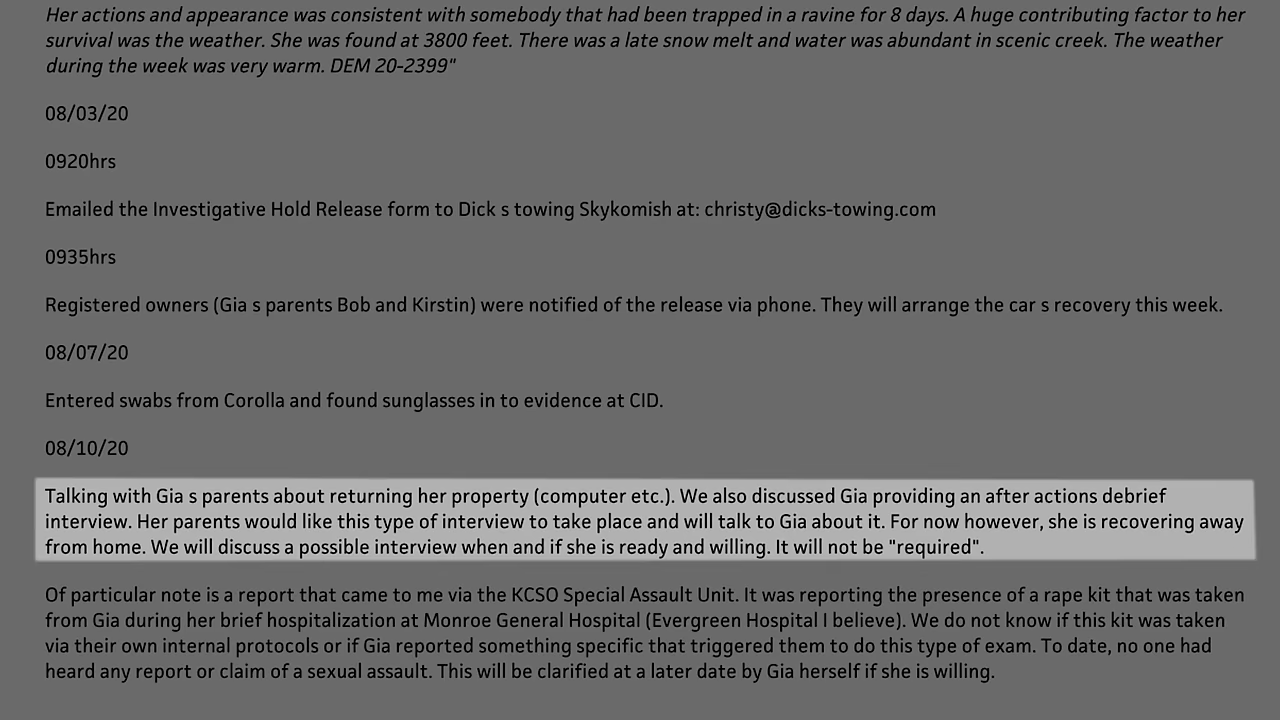 Her actions and appearance was consistent with somebody that had been trapped in a ravine for 8 days. A huge contributing factor to her
survival was the weather. She was found at 3800 feet. There was a late snow melt and water was abundant in scenic creek. The weather
during the week was very warm. DEM 20-2399"
08/03/20
0920hrs
Emailed the Investigative Hold Release form to Dick s towing Skykomish at: christy@dicks-towing.com
0935hrs
Registered owners (Gia s parents Bob and Kirstin) were notified of the release via phone. They will arrange the car s recovery this week.
08/07/20
Entered swabs from Corolla and found sunglasses in to evidence at CID.
08/10/20
Talking with Gia s parents about returning her property (computer etc.). We also discussed Gia providing an after actions debrief
interview. Her parents would like this type of interview to take place and will talk to Gia about it. For now however, she is recovering away
from home. We will discuss a possible interview when and if she is ready and willing. It will not be "required".
Of particular note is a report that came to me via the KCSO Special Assault Unit. It was reporting the presence of a rape kit that was taken
from Gia during her brief hospitalization at Monroe General Hospital (Evergreen Hospital I believe). We do not know if this kit was taken
via their own internal protocols or if Gia reported something specific that triggered them to do this type of exam. To date, no one had
heard any report or claim of a sexual assault. This will be clarified at a later date by Gia herself if she is willing.